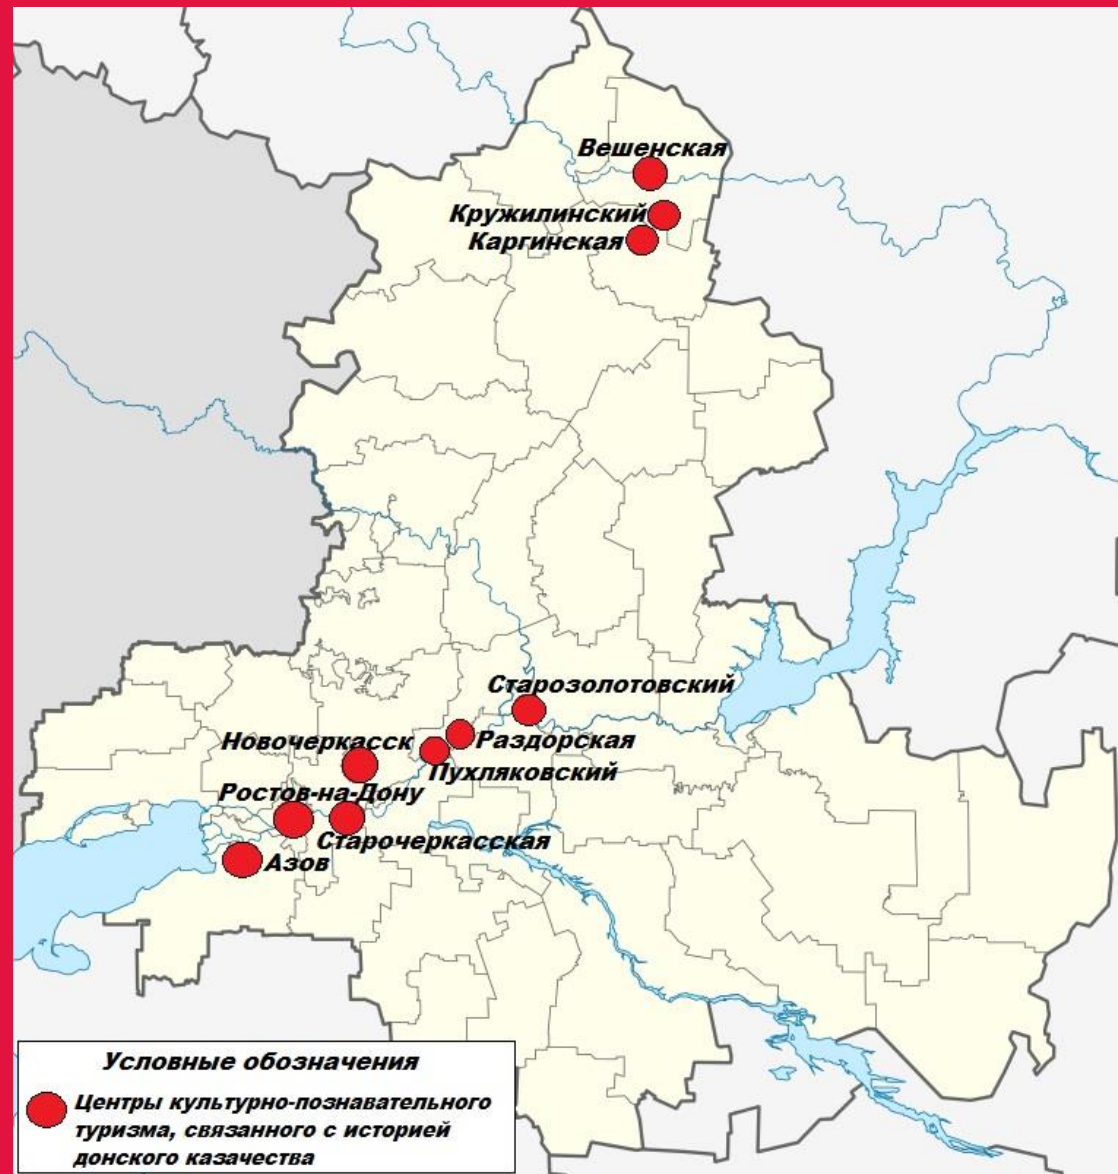 Вешенская
Кружилинский
Каргинская
Старозолотовский
Раздорская
Новочеркасск
Пухляковский
Ростов-на-Дону
Старочеркасская
Азов
Условные обозначения
Центры культурно-познавательного
туризма, связанного с историей
донского казачества